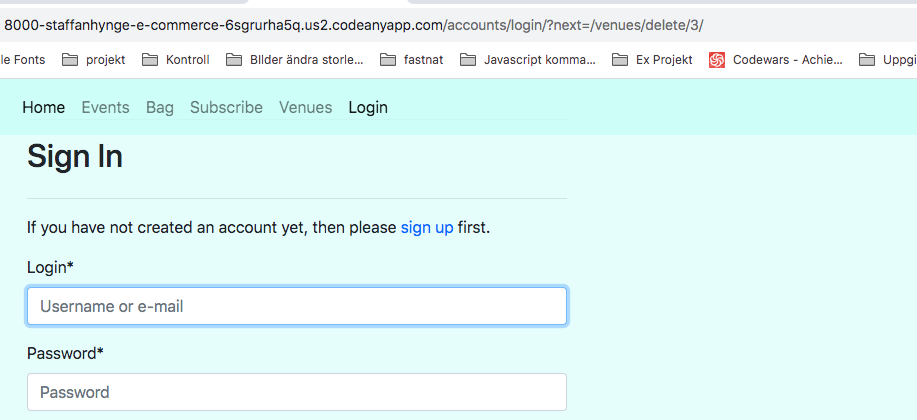 8000-staffanhynge-e-commerce-6sgrurha5q.us2.codeanyapp.com/accounts/login/?next=/venues/delete/3/
le Fonts projekt Kontroll BIlder ändra storle... fastnat Javascript komma... Ex Projekt Codewars - Achie... Uppgi
Home Events Bag Subscribe Venues Login
Sign In
If you have not created an account yet, then please sign up first.
Login*
Username or e-mail
Password*
Password